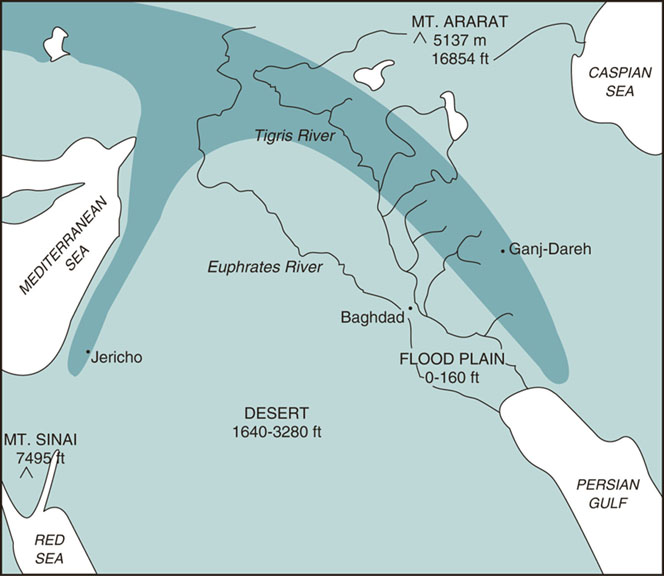 MT. ARARAT
5137 m
16854 ft
CASPIAN
SEA
Tigris River
MEDITERRANEAN
SEA
Ganj-Dareh
Euphrates River
Baghdad
Jericho
FLOOD PLAIN
0-160 ft
DESERT
1640-3280 ft
MT. SINAI
7495 ft
PERSIAN
GULF
RED
SEA